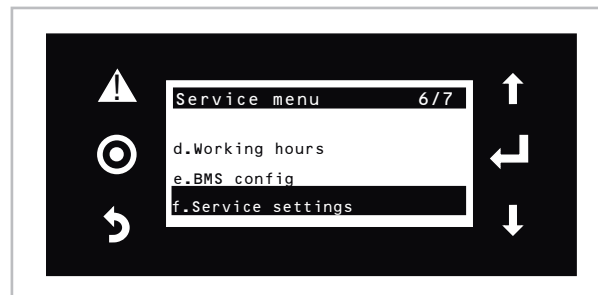 Service menu 6/7
d.Working hours
e.BMS config
f.Service settings